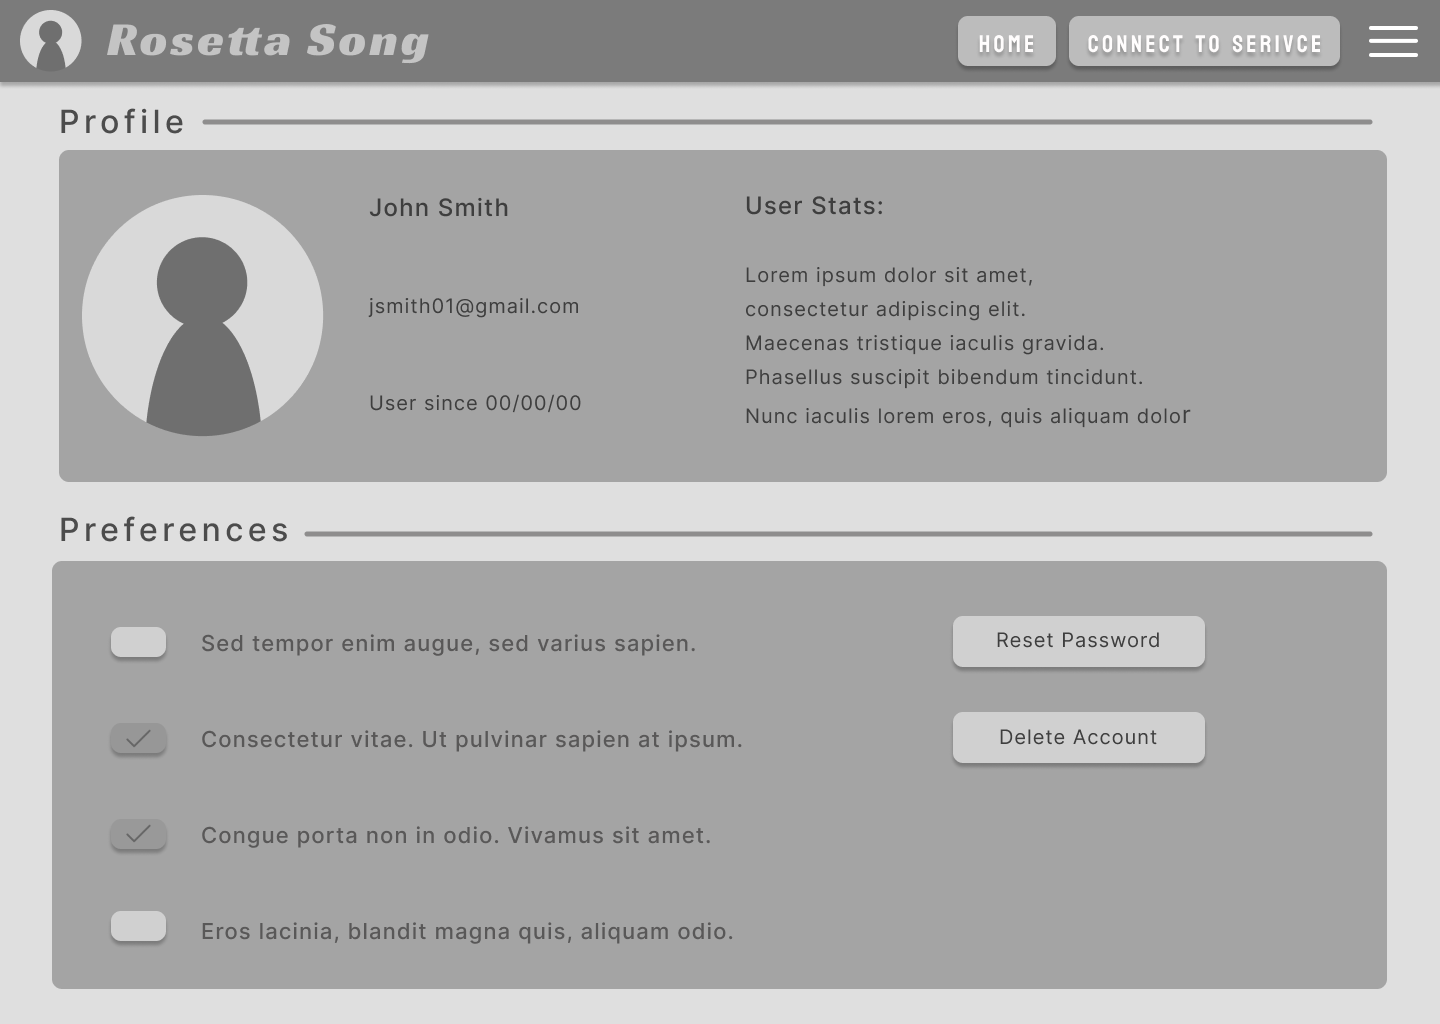 Rosetta Song
HOME
CONNECT TO SERIVCE
Profile
John Smith
jsmith01@gmail.com
User since 00/00/00
User Stats:
Lorem ipsum dolor sit amet,
consectetur adipiscing elit.
Maecenas tristique iaculis gravida.
Phasellus suscipit bibendum tincidunt.
Nunc iaculis lorem eros, quis aliquam dolor
Preferences
Sed tempor enim augue, sed varius sapien.
Consectetur vitae. Ut pulvinar sapien at ipsum.
Congue porta non in odio. Vivamus sit amet.
Eros lacinia, blandit magna quis, aliquam odio.
Reset Password
Delete Account